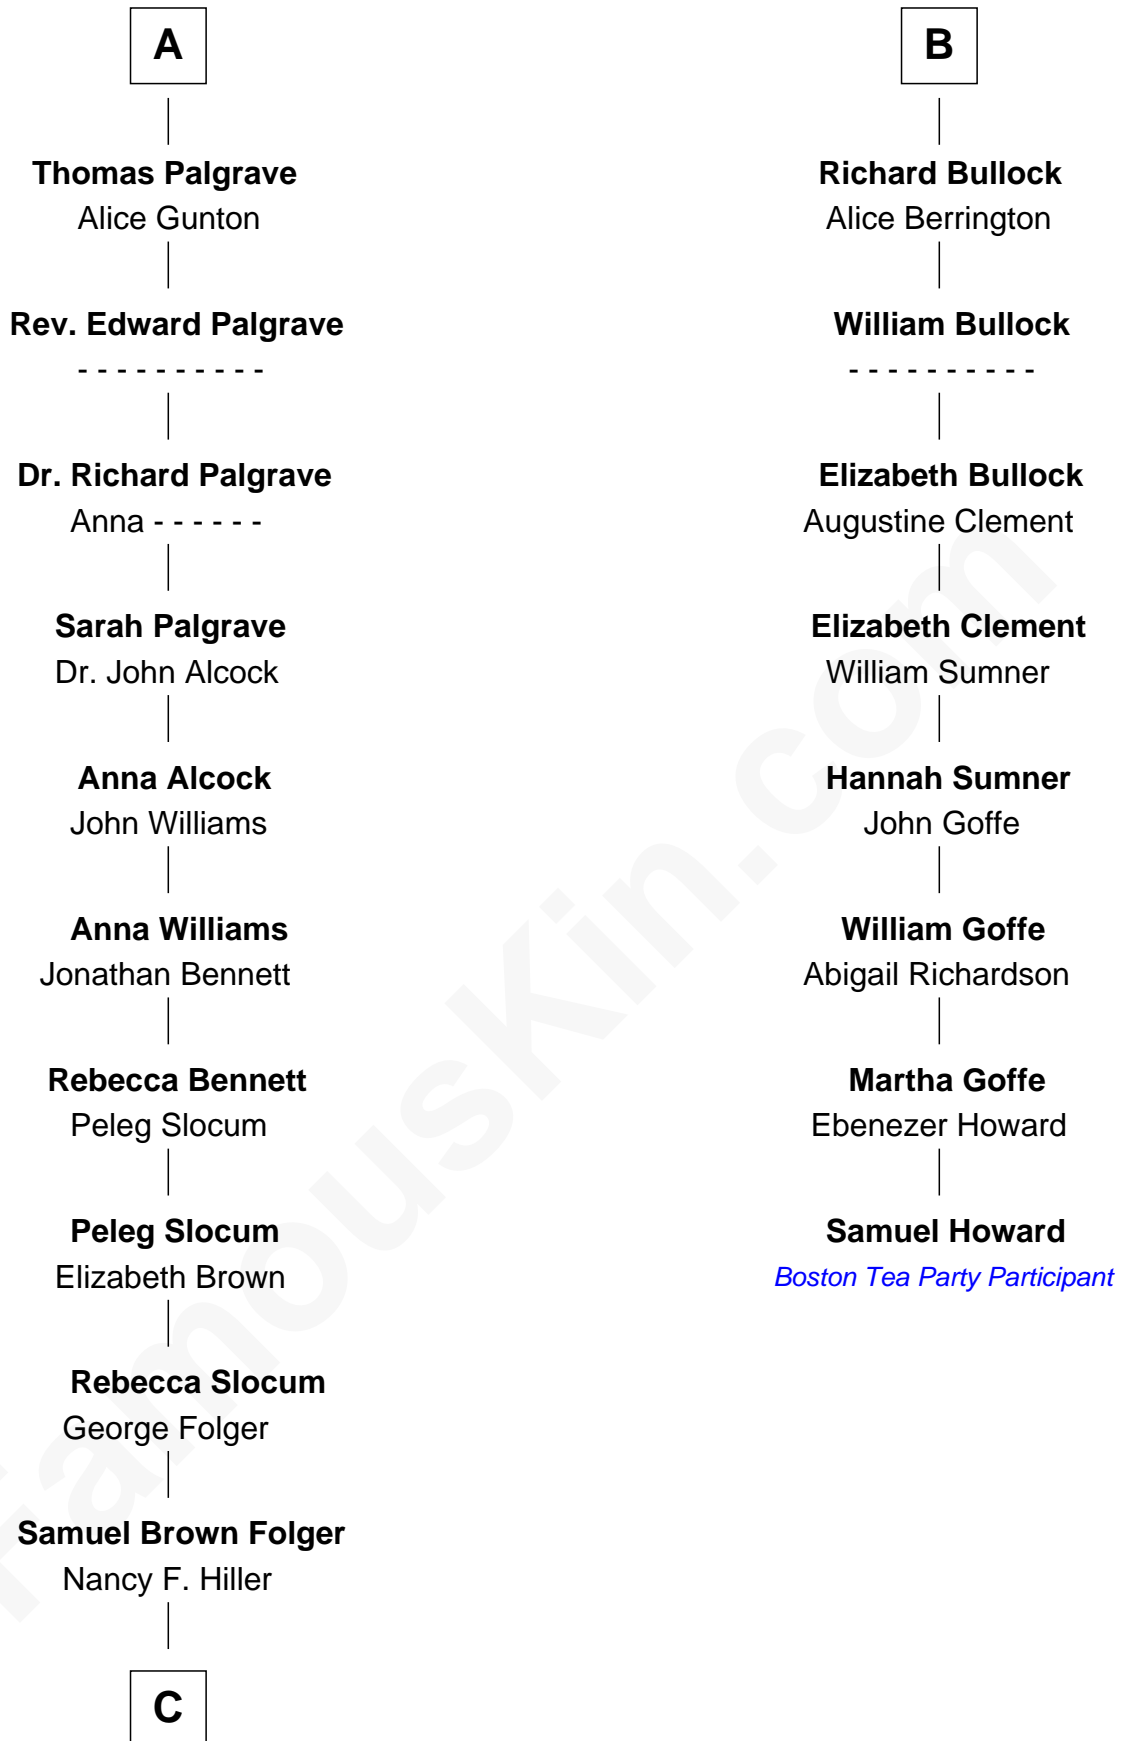 A
Thomas Palgrave
Alice Gunton
Rev. Edward Palgrave
- - - - - - - - - -
Dr. Richard Palgrave
Anna - - - - - -
Sarah Palgrave
Dr. John Alcock
Anna Alcock
John Williams
Anna Williams
Jonathan Bennett
Rebecca Bennett
Peleg Slocum
Peleg Slocum
Elizabeth Brown
Rebecca Slocum
George Folger
Samuel Brown Folger
Nancy F. Hiller
C
B
Richard Bullock
Alice Berrington
William Bullock
- - - - - - - - - -
Elizabeth Bullock
Augustine Clement
Elizabeth Clement
William Sumner
Hannah Sumner
John Goffe
William Goffe
Abigail Richardson
Martha Goffe
Ebenezer Howard
Samuel Howard
Boston Tea Party Participant
FamousKin.com